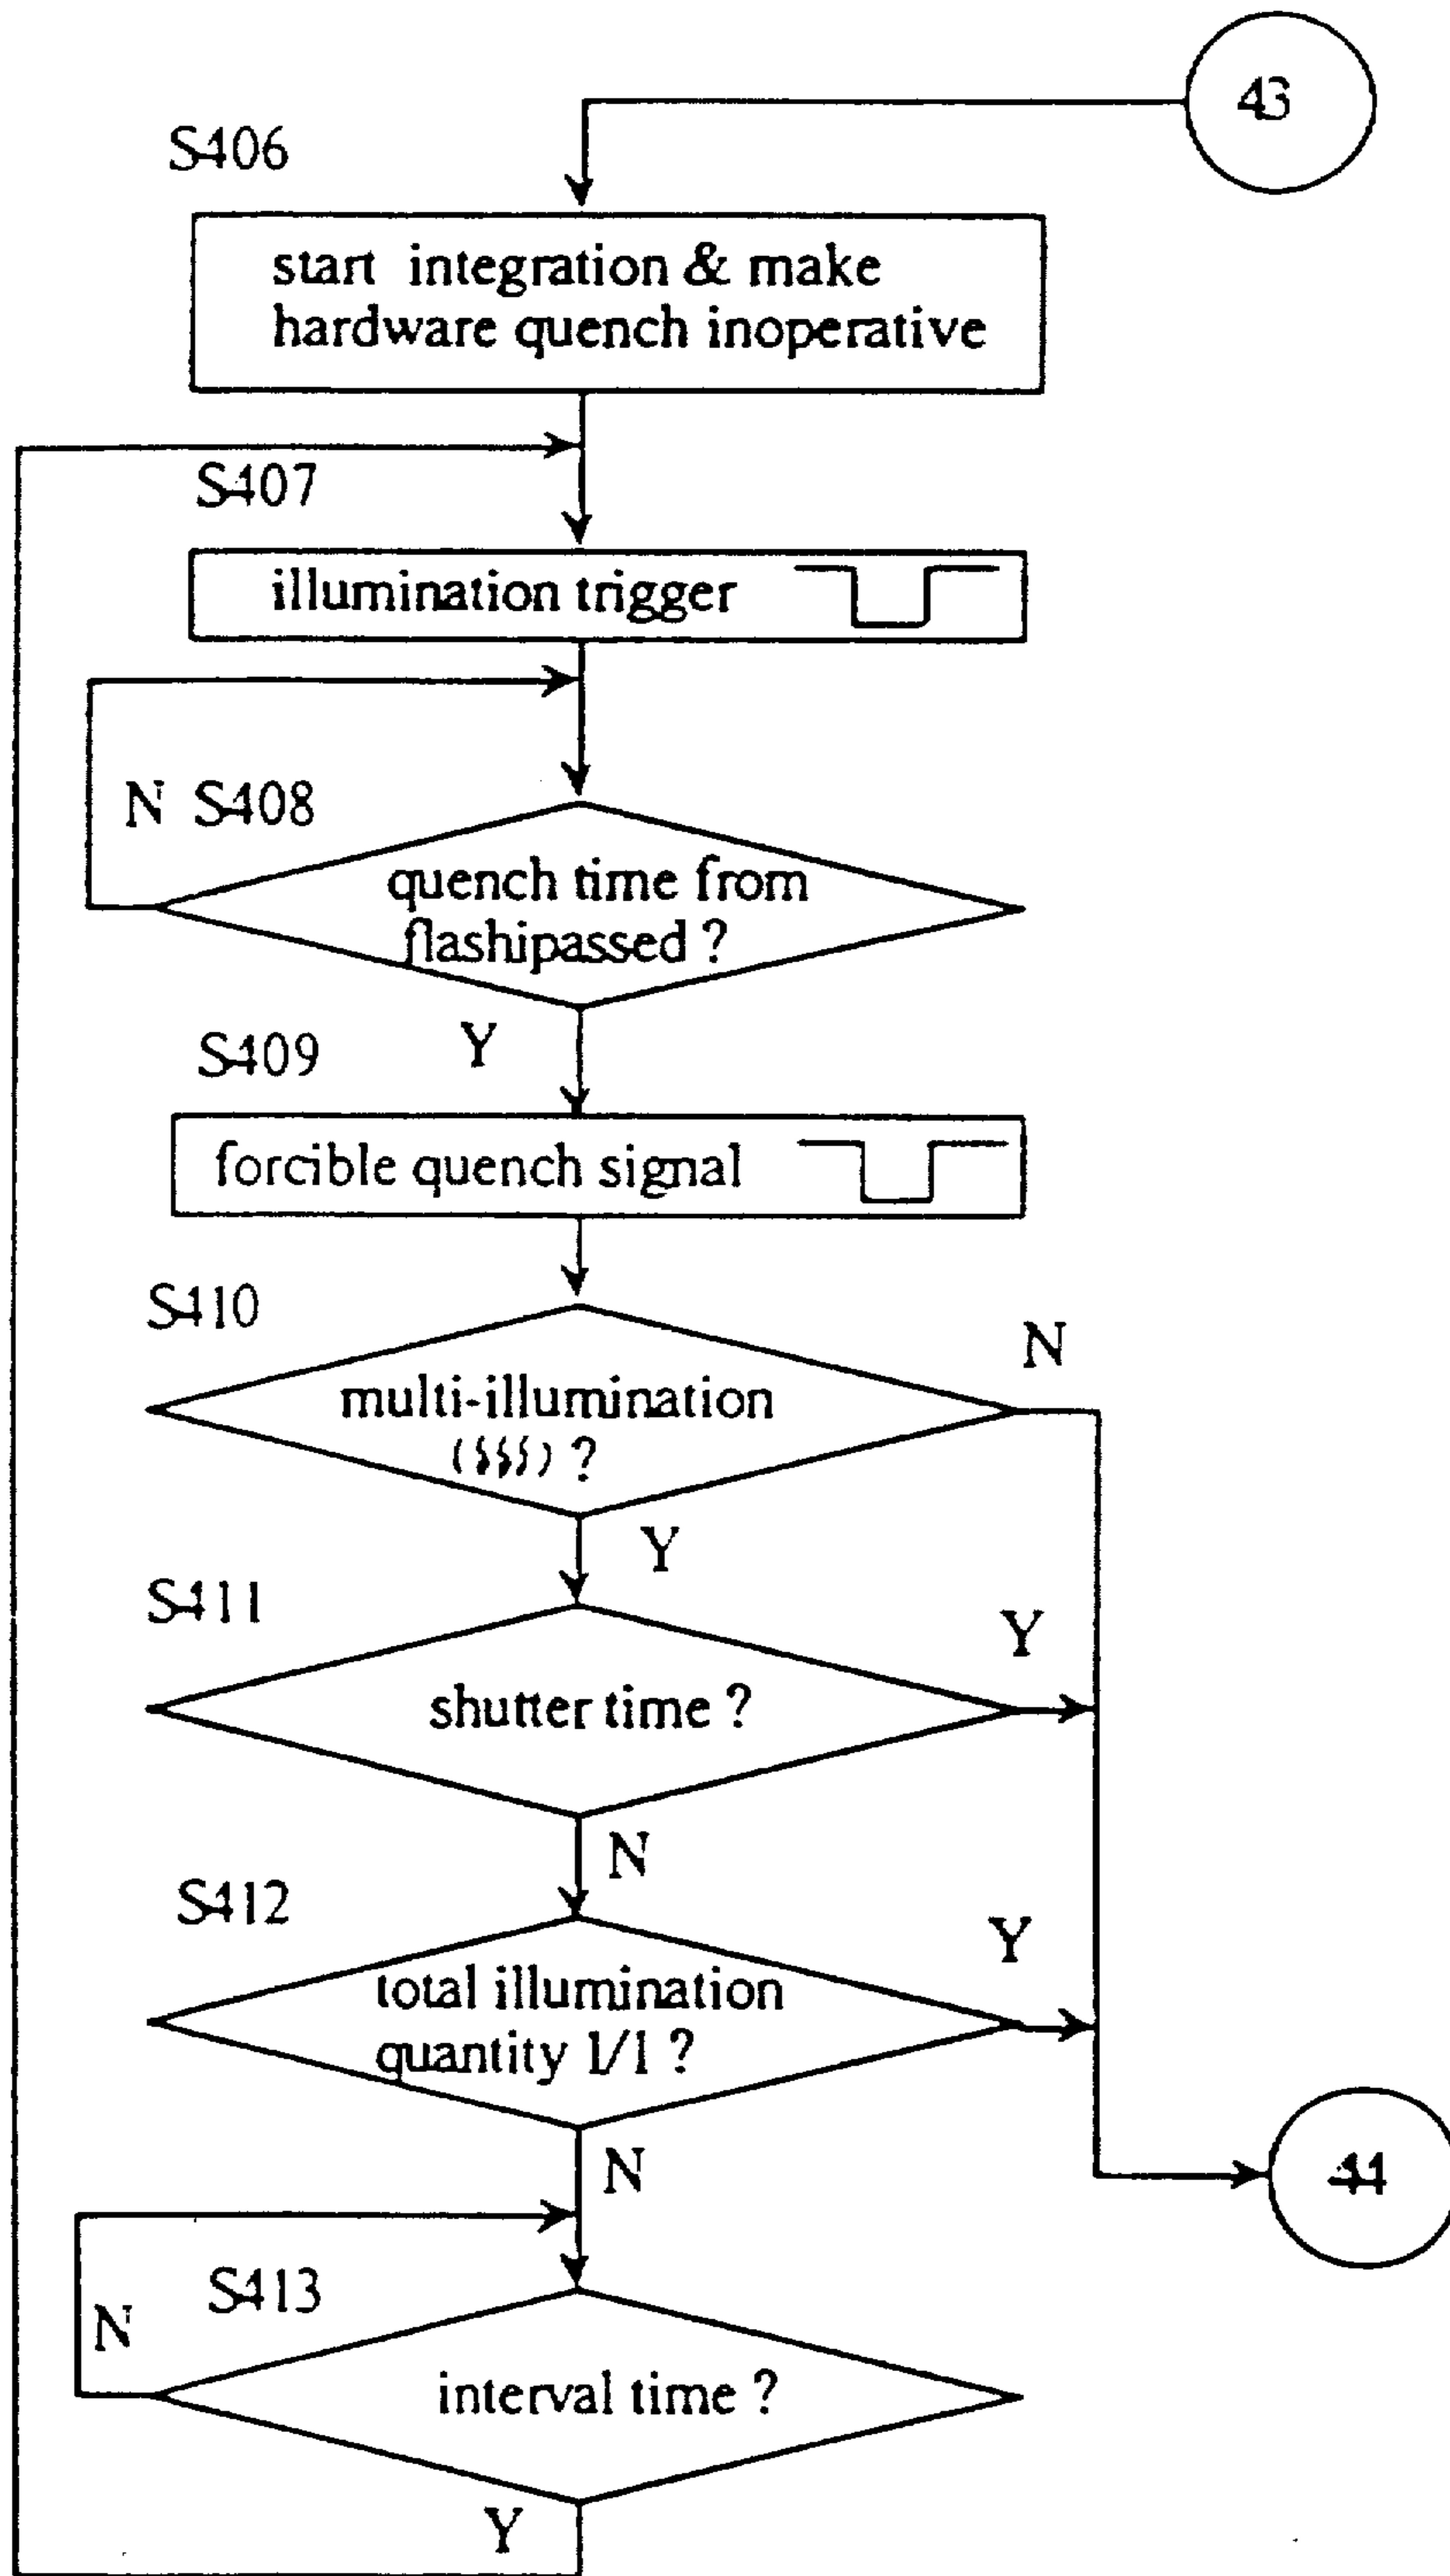 43
S406
start integration & make
hardware quench inoperative
S407
illumination trigger
N S408
quench time from
flashipassed ?
Y
S409
forcible quench signal
S410
N
multi-illumination
( ) ?
Y
S411
Y
shutter time ?
N
S412
Y
total illumination
quantity 1/1 ?
N
44
S413
N
interval time ?
Y